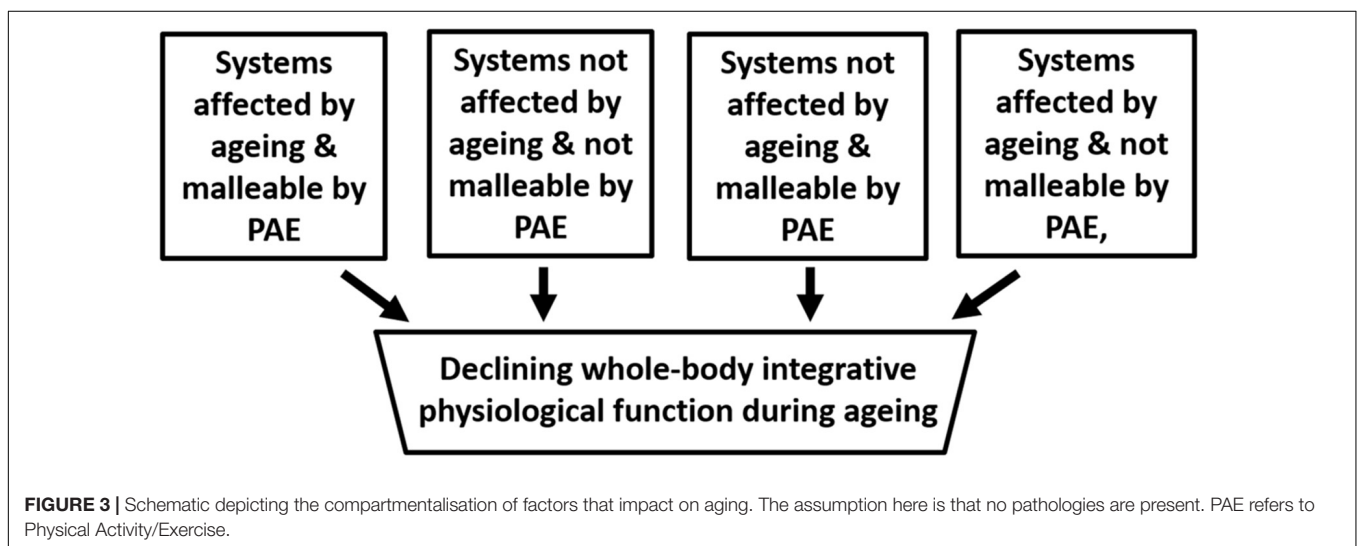 Systems
affected by
ageing &
malleable by
PAE
Systems not
affected by
ageing & not
malleable by
PAE
Systems not
affected by
ageing &
malleable by
PAE
Systems
affected by
ageing & not
malleable by
PAE,
Declining whole-body integrative
physiological function during ageing
FIGURE 3 | Schematic depicting the compartmentalisation of factors that impact on aging. The assumption here is that no pathologies are present. PAE refers to
Physical Activity/Exercise.